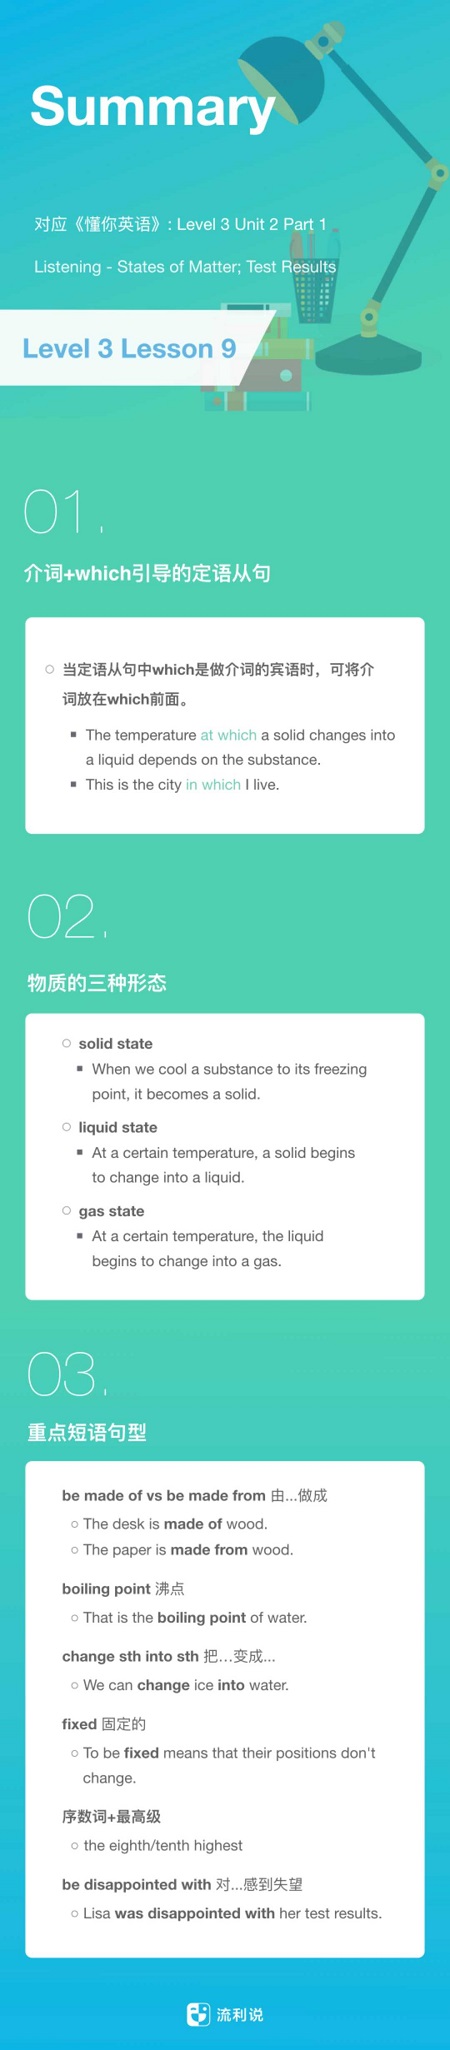 Summary
对应《懂你英语》: Level 3 Unit 2 Part 1
Listening - States of Matter; Test Results
Level 3 Lesson 9
01.
介词+which引导的定语从句
当定语从句中which是做介词的宾语时，可将介
词放在which前面。
The temperature at which a solid changes into
a liquid depends on the substance.
This is the city in which I live.
02.
物质的三种形态
solid state
When we cool a substance to its freezing
point, it becomes a solid.
liquid state
At a certain temperature, a solid begins
to change into a liquid.
gas state
At a certain temperature, the liquid
begins to change into a gas.
03.
重点短语句型
be made of vs be made from 由...做成
The desk is made of wood.
The paper is made from wood.
boiling point 沸点
That is the boiling point of water.
change sth into sth 把…变成...
We can change ice into water.
fixed 固定的
To be fixed means that their positions don't
change.
序数词+最高级
the eighth/tenth highest
be disappointed with 对...感到失望
Lisa was disappointed with her test results.
流利说